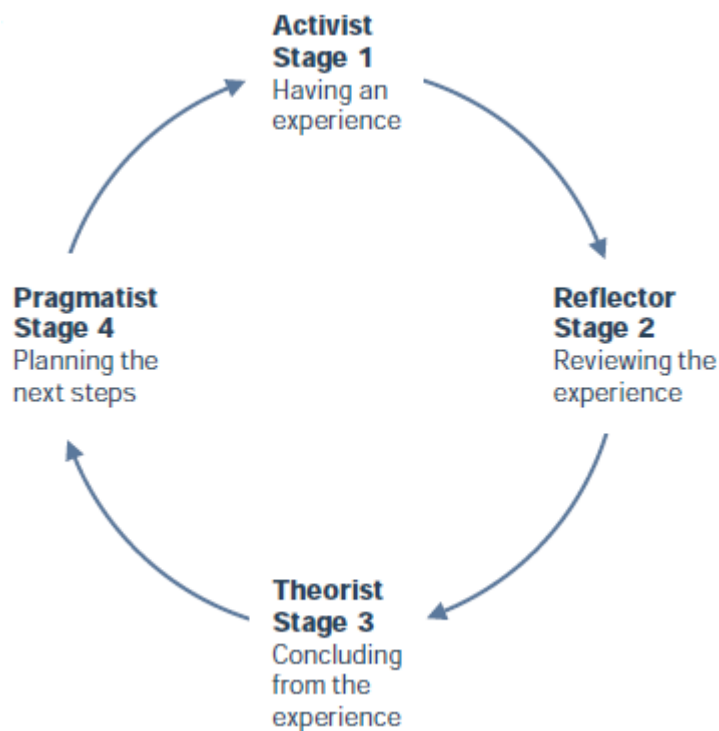 Activist
Stage 1
Having an
experience
Reflector
Stage 2
Reviewing the
experience
Theorist
Stage 3
Concluding
from the
experience
Pragmatist
Stage 4
Planning the
next steps